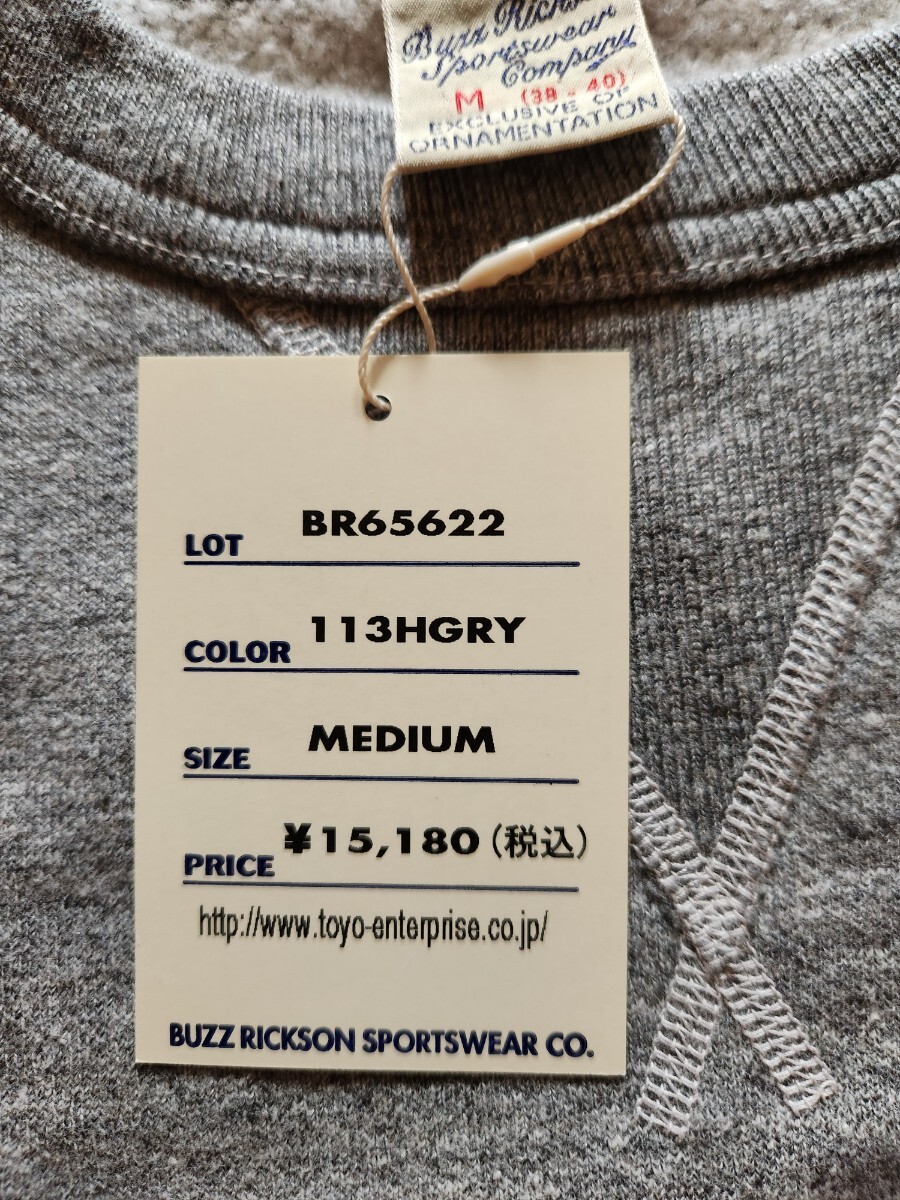 Buzz
Sportswear
Company
M (38 - 40)
EXCLUSIVE OF
ORNAMENTATION
LOT BR65622
COLOR 113HGRY
SIZE MEDIUM
PRICE ¥15,180(税込)
http://www.toyo-enterprise.co.jp/
BUZZ RICKSON SPORTSWEAR CO.